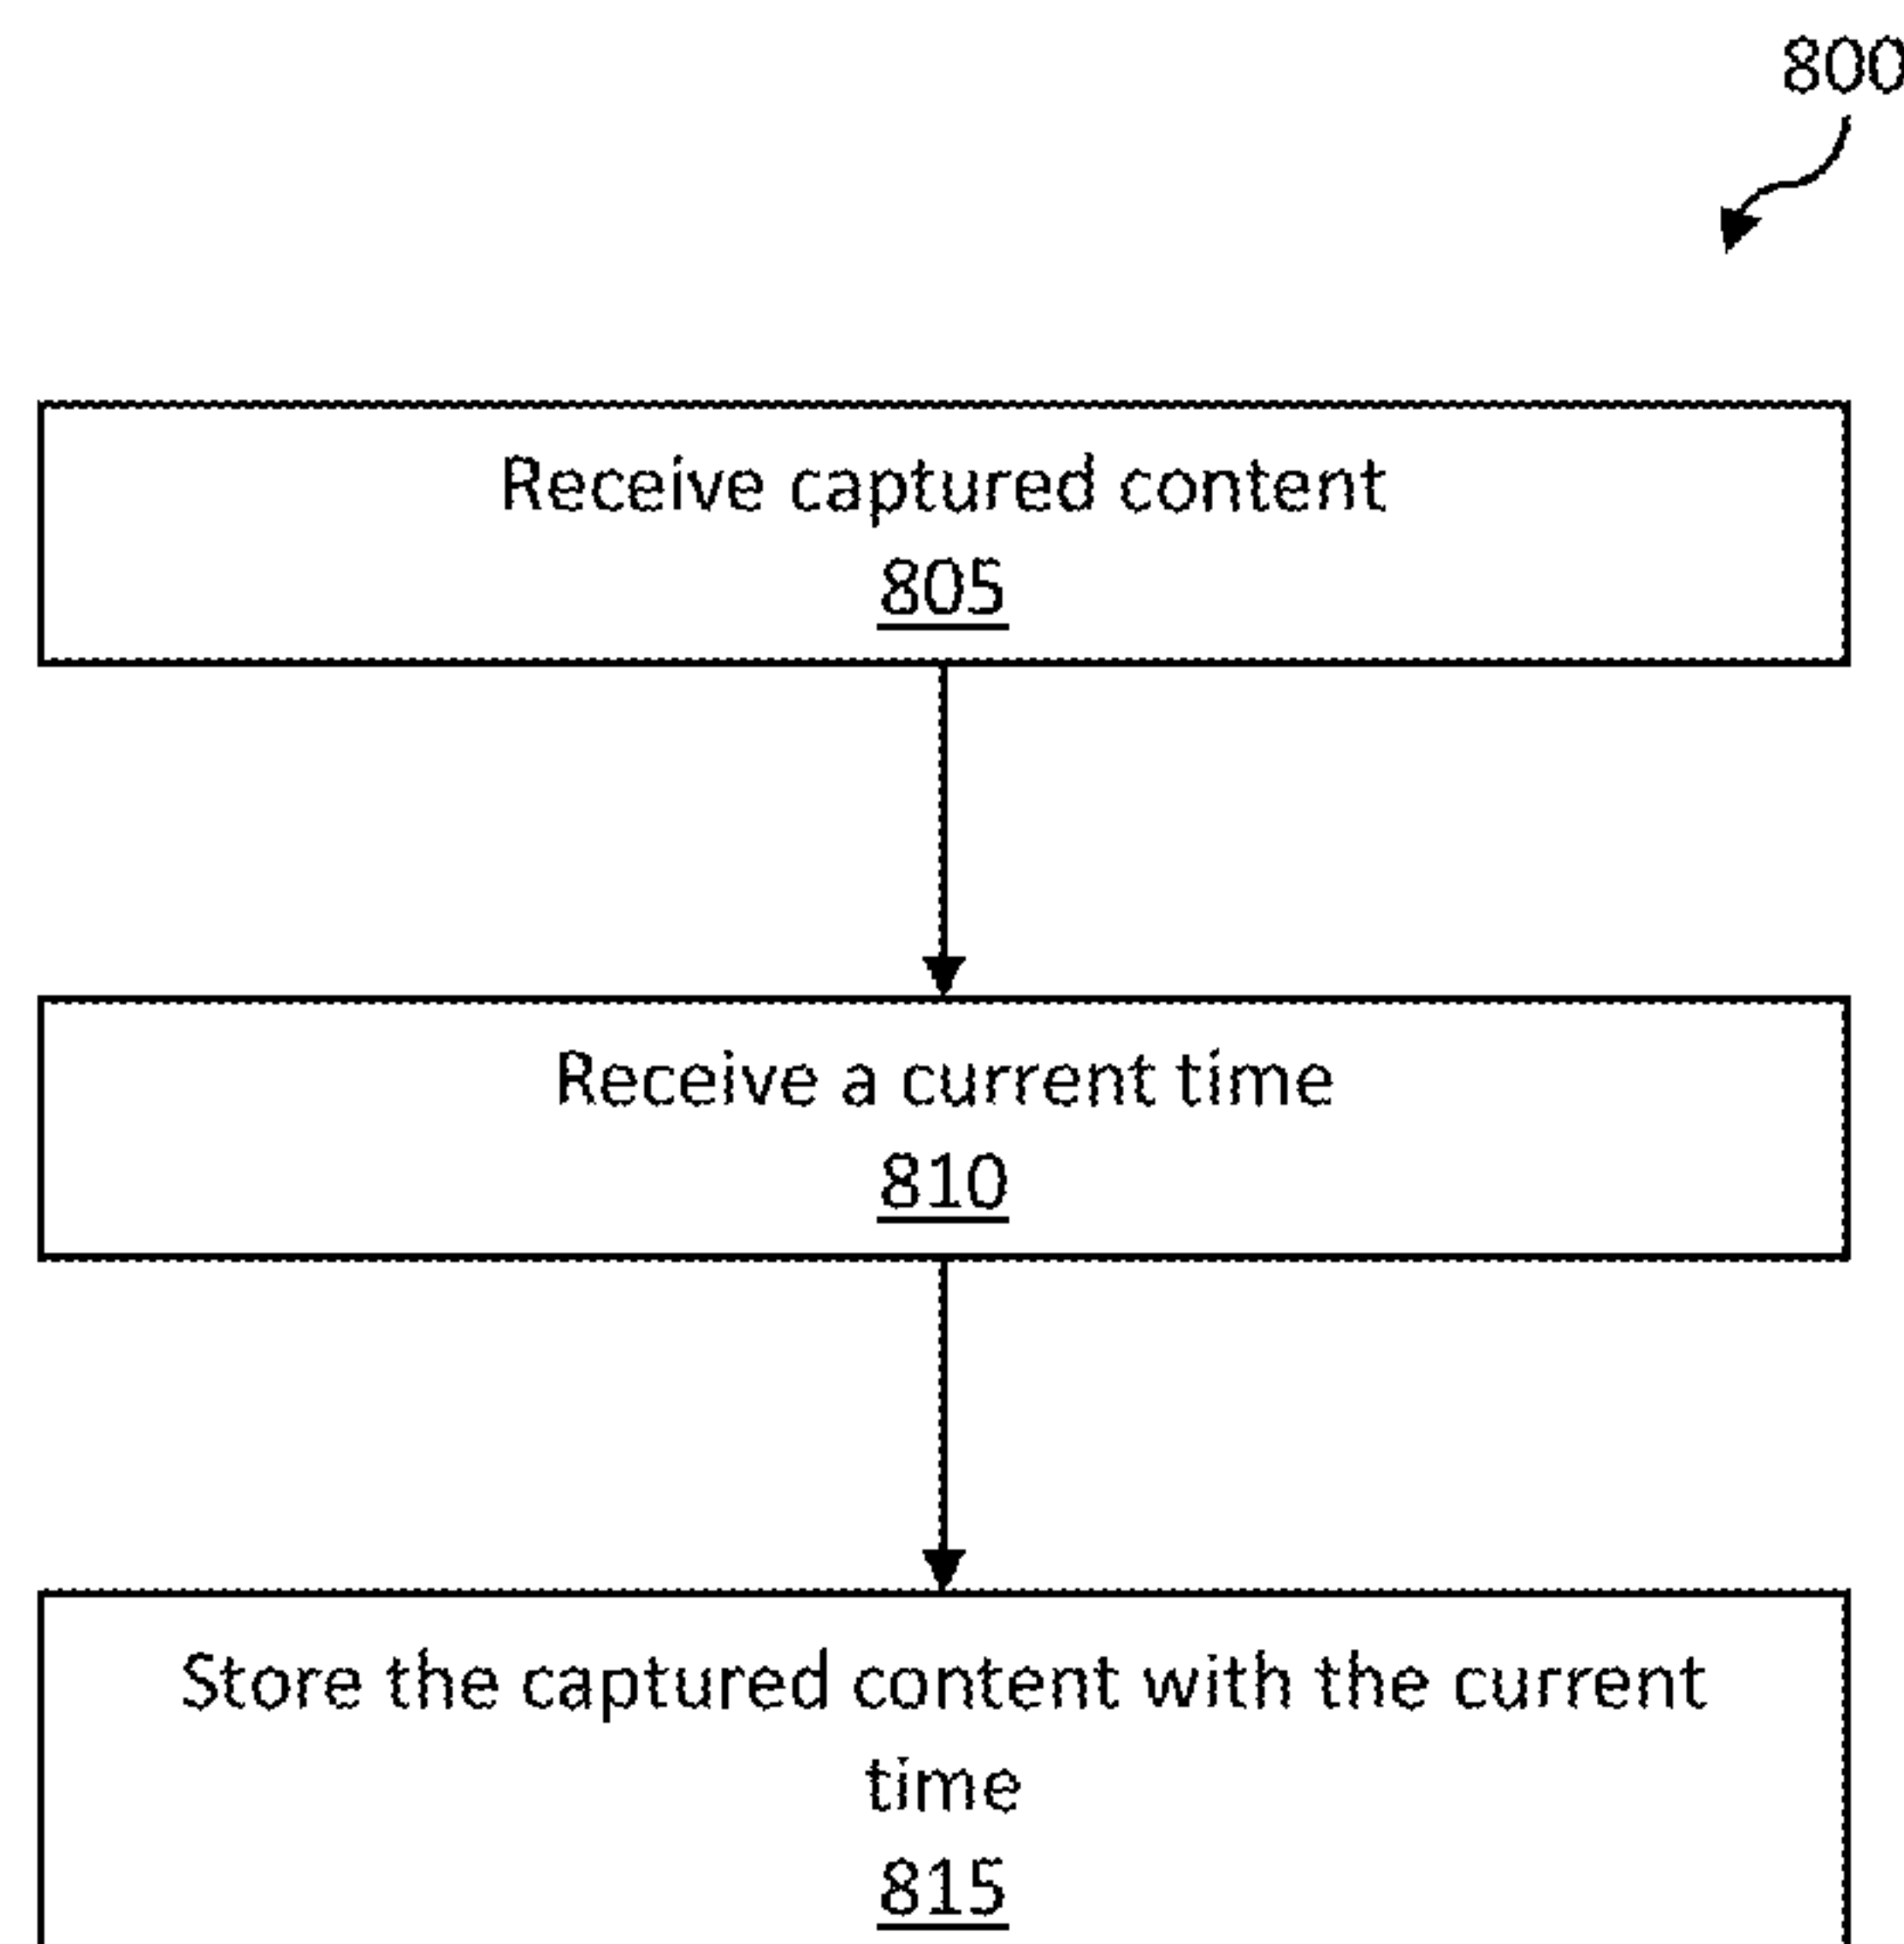 800
Receive captured content
805
Receive a current time
810
Store the captured content with the current
time
815